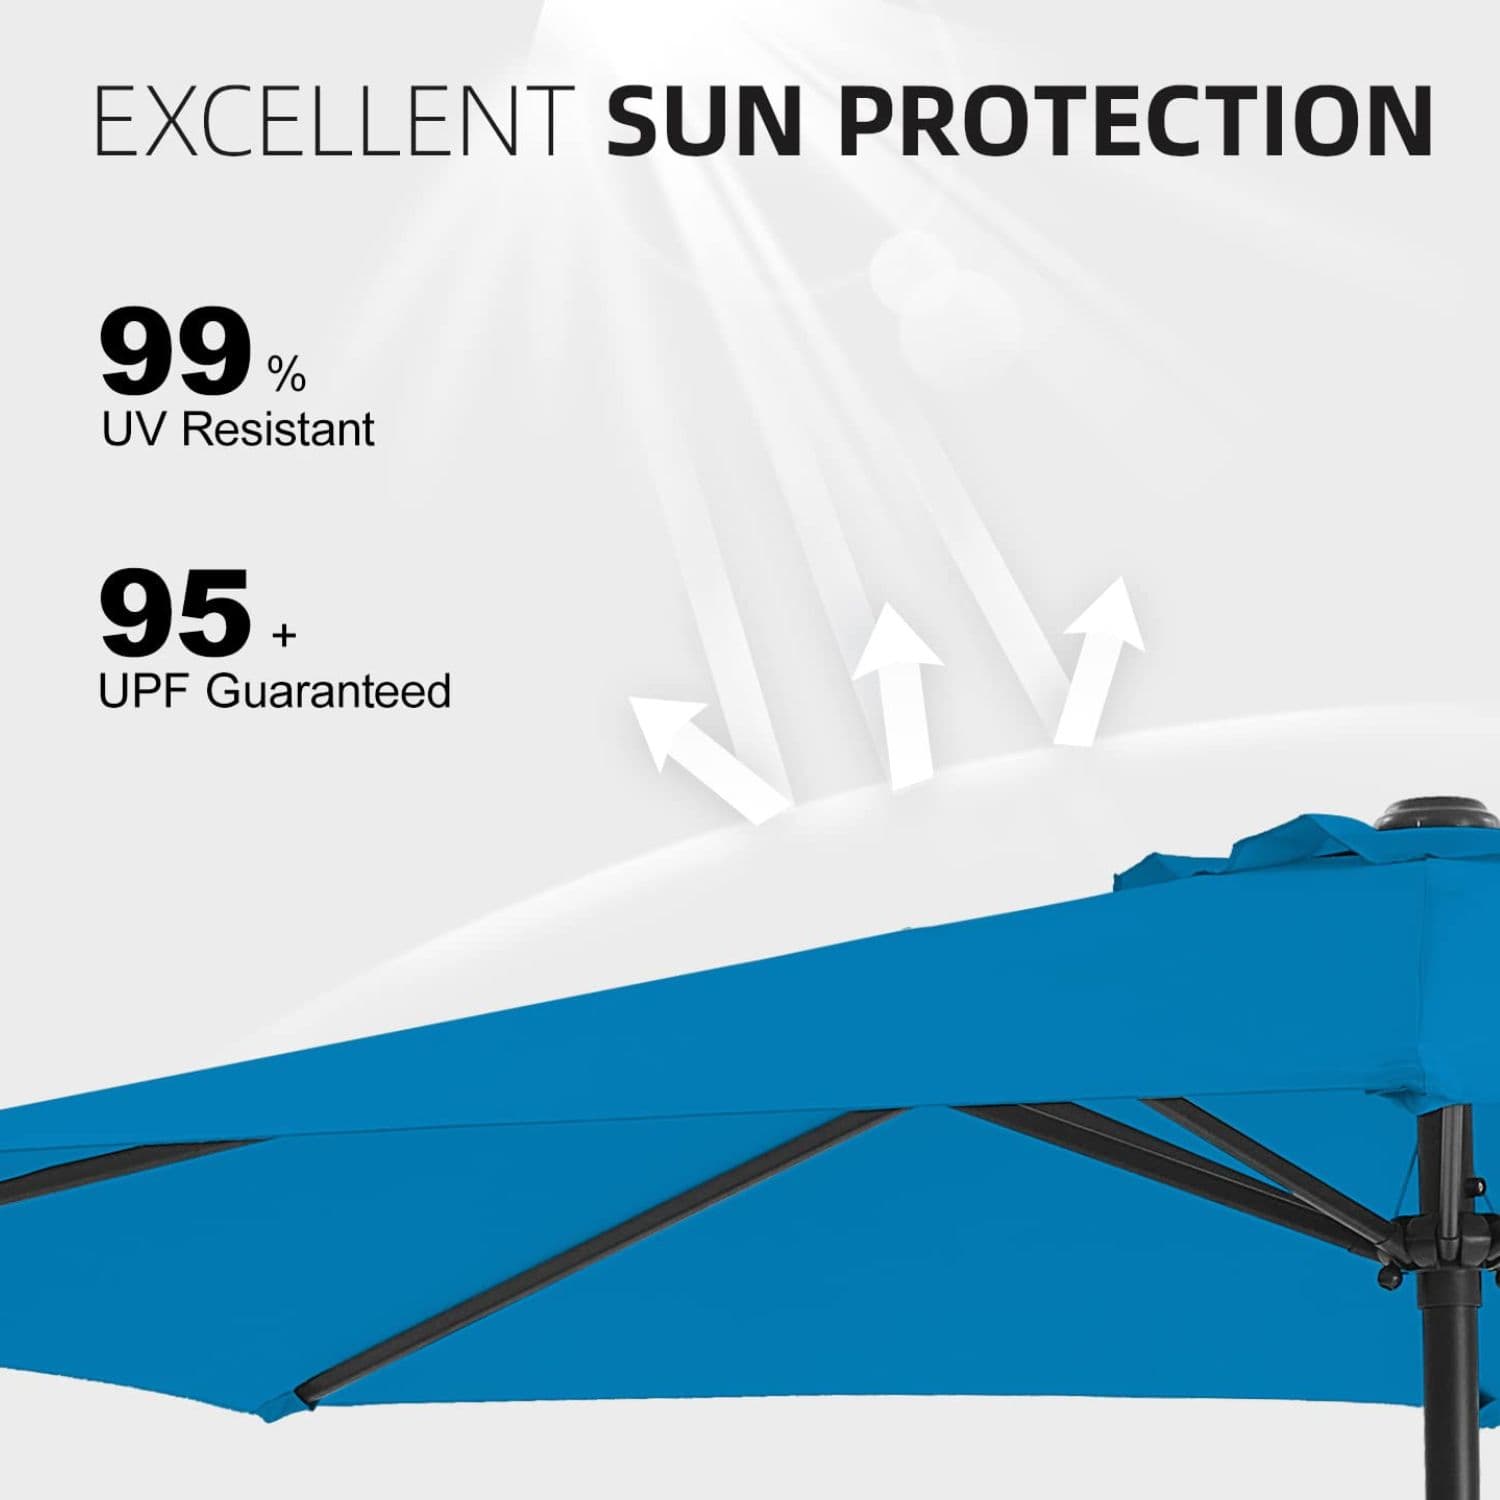 EXCELLENT SUN PROTECTION
99 %
UV Resistant
95 +
UPF Guaranteed